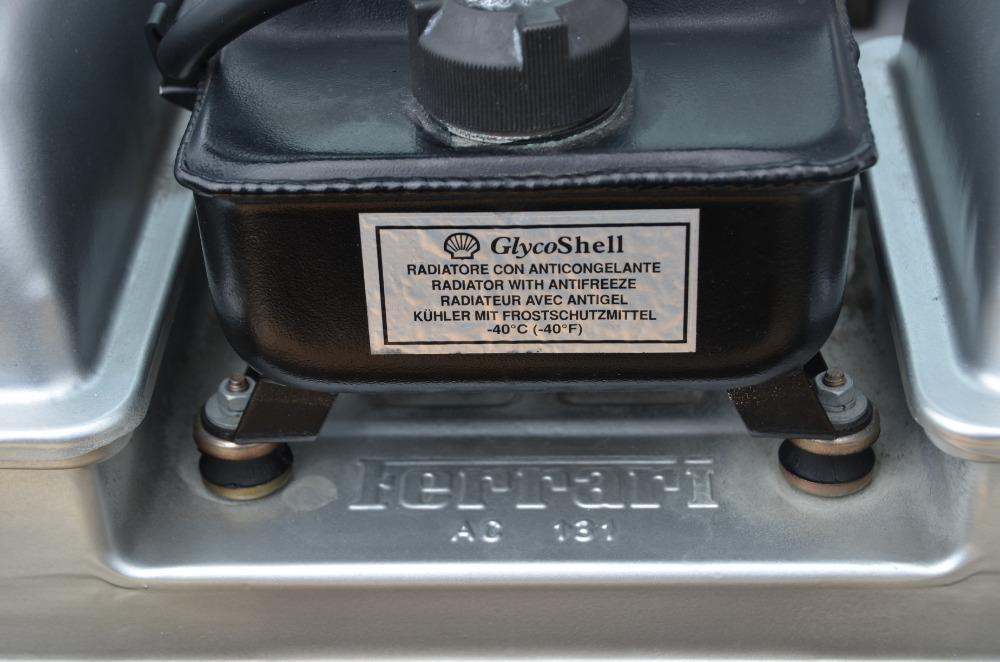 GlycoShell
RADIATORE CON ANTICONGELANTE
RADIATOR WITH ANTIFREEZE
RADIATEUR AVEC ANTIGEL
KÜHLER MIT FROSTSCHUTZMITTEL
-40°C (-40°F)
Ferrari
AC 131